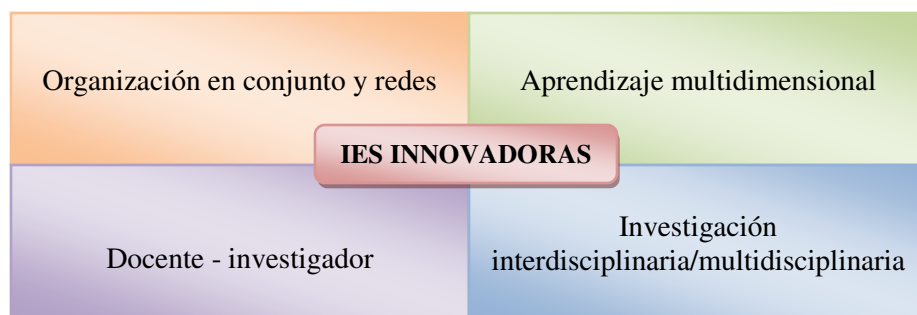 Organización en conjunto y redes
Aprendizaje multidimensional
IES INNOVADORAS
Docente - investigador
Investigación
interdisciplinaria/multidisciplinaria